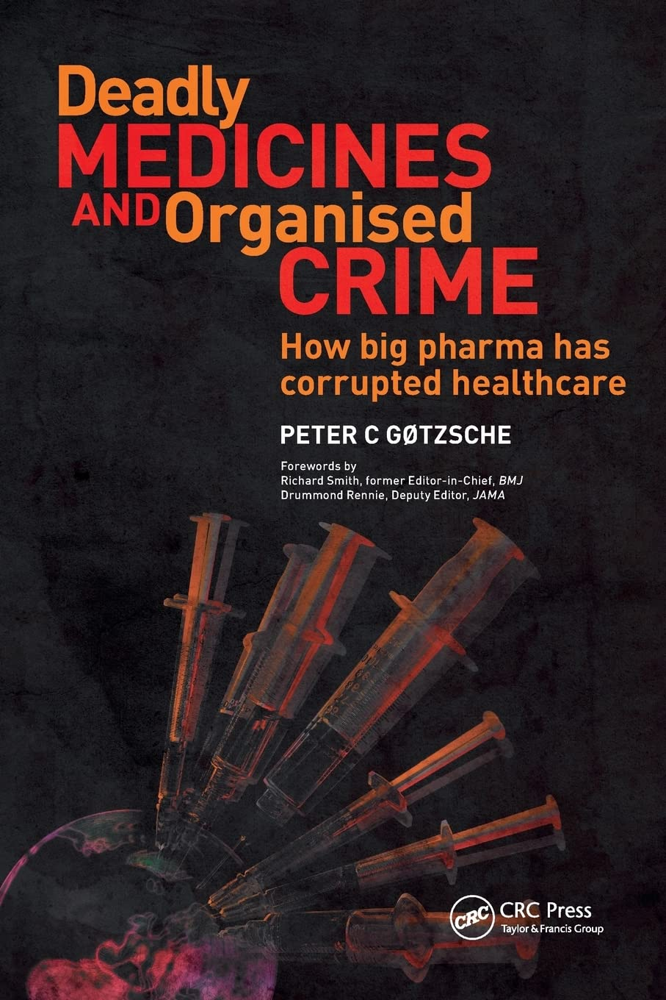 Deadly
MEDICINES
AND Organised
CRIME
How big pharma has
corrupted healthcare
PETER C GØTZSCHE
Forewords by
Richard Smith, former Editor-in-Chief, BMJ
Drummond Rennie, Deputy Editor, JAMA
CRC
CRC Press
Taylor & Francis Group